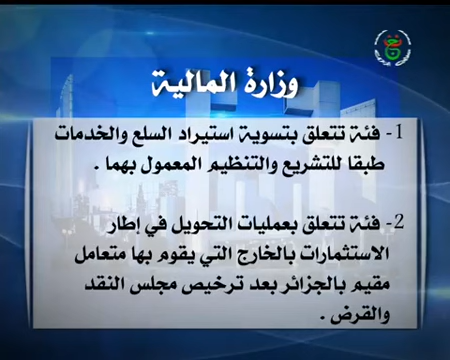 وزارة المالية
1- فئة تتعلق بتسوية استيراد السلع والخدمات
طبقا للتشريع والتنظيم المعمول بهما .
2- فئة تتعلق بعمليات التحويل في إطار
الاستثمارات بالخارج التي يقوم بها متعامل
مقيم بالجزائر بعد ترخيص مجلس النقد
والقرض .